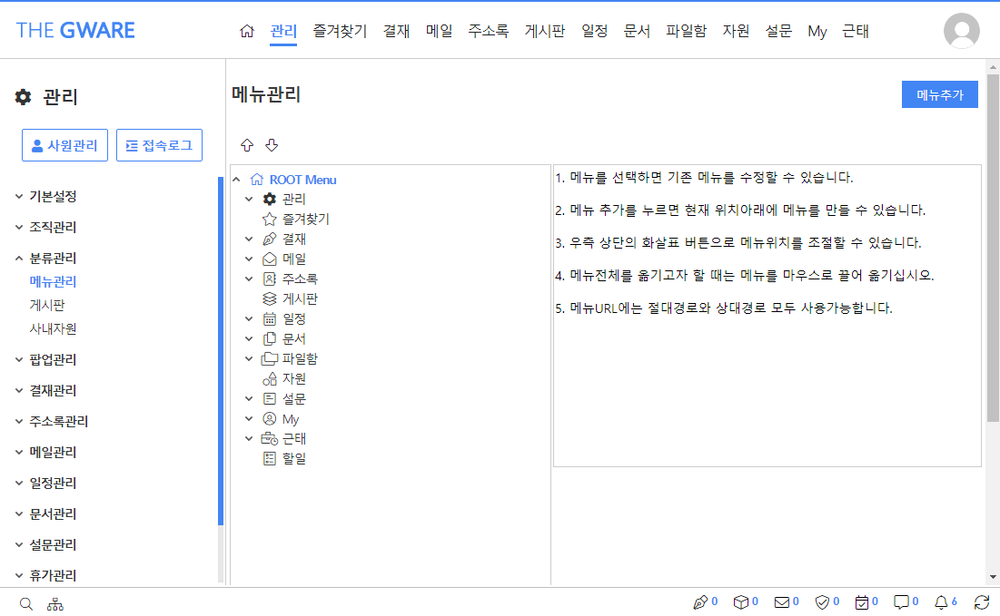 THE GWARE
관리 즐겨찾기 결재 메일 주소록 게시판 일정 문서 파일함 자원 설문 My 근태
관리
사원관리 접속로그
기본설정
조직관리
분류관리
메뉴관리
게시판
사내자원
팝업관리
결재관리
주소록관리
메일관리
일정관리
문서관리
설문관리
휴가관리
메뉴관리
메뉴추가
ROOT Menu
관리
즐겨찾기
결재
메일
주소록
게시판
일정
문서
파일함
자원
설문
My
근태
할일
1. 메뉴를 선택하면 기존 메뉴를 수정할 수 있습니다.
2. 메뉴 추가를 누르면 현재 위치아래에 메뉴를 만들 수 있습니다.
3. 우측 상단의 화살표 버튼으로 메뉴위치를 조절할 수 있습니다.
4. 메뉴전체를 옮기고자 할 때는 메뉴를 마우스로 끌어 옮기십시오.
5. 메뉴URL에는 절대경로와 상대경로 모두 사용가능합니다.
0 0 0 0 0 0 6